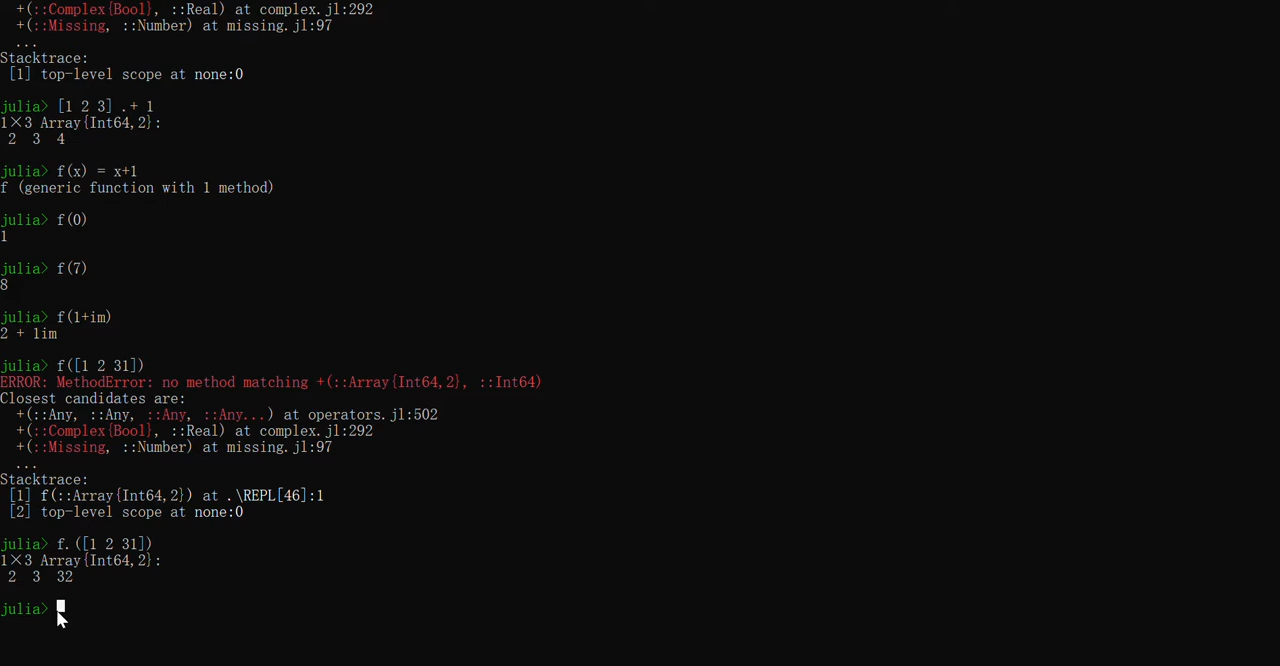 +(::Complex{Bool}, ::Real) at complex.jl:292
+(::Missing, ::Number) at missing.jl:97
...
Stacktrace:
[1] top-level scope at none:0
julia> [1 2 3] .+ 1
1×3 Array{Int64,2}:
2 3 4
julia> f(x) = x+1
f (generic function with 1 method)
julia> f(0)
1
julia> f(7)
8
julia> f(1+im)
2 + 1im
julia> f([1 2 31])
ERROR: MethodError: no method matching +(::Array{Int64,2}, ::Int64)
Closest candidates are:
+(::Any, ::Any, ::Any, ::Any...) at operators.jl:502
+(::Complex{Bool}, ::Real) at complex.jl:292
+(::Missing, ::Number) at missing.jl:97
...
Stacktrace:
[1] f(::Array{Int64,2}) at .\REPL[46]:1
[2] top-level scope at none:0
julia> f.([1 2 31])
1×3 Array{Int64,2}:
2 3 32
julia>